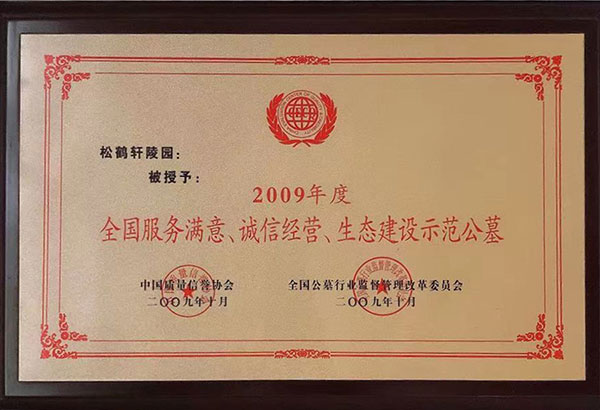 松鹤轩陵园：
被授予：
2009年度
全国服务满意、诚信经营、生态建设示范公墓
中国质量信誉协会
二〇〇九年十月
全国公墓行业监督管理改革委员会
二〇〇九年十月